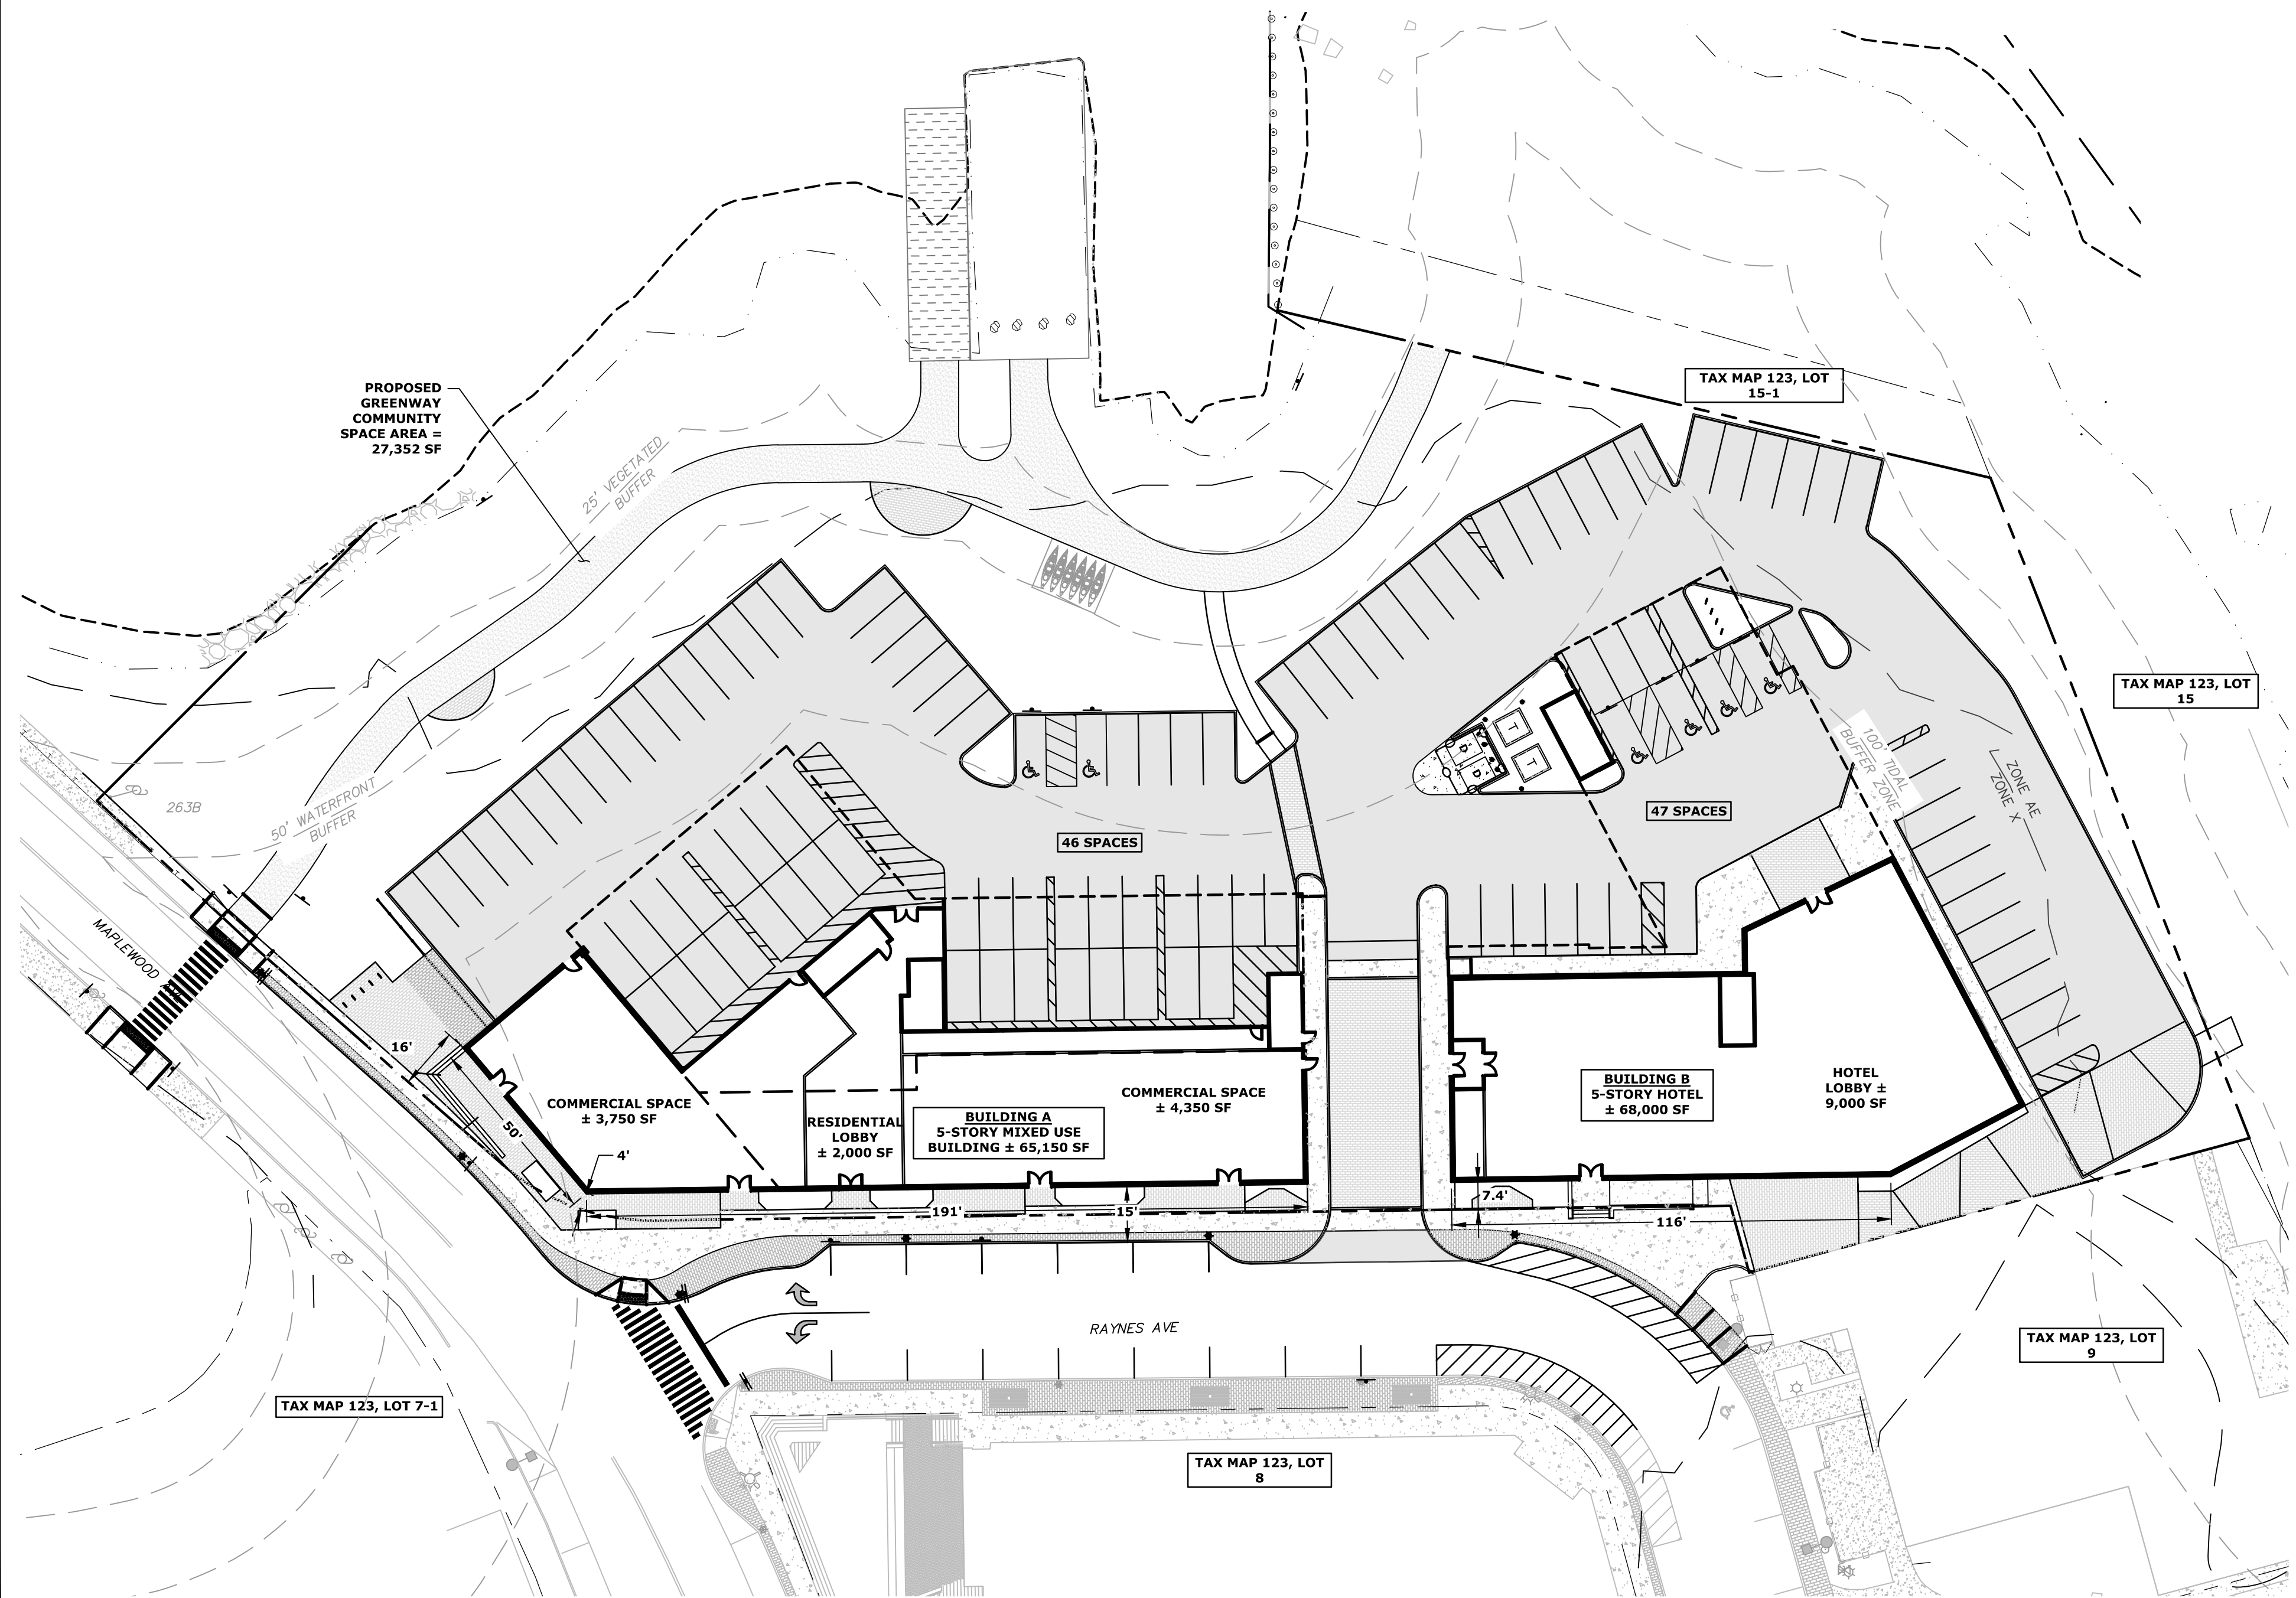 PROPOSED
GREENWAY
COMMUNITY
SPACE AREA =
27,352 SF
25' VEGETATED
BUFFER
TAX MAP 123, LOT
15-1
TAX MAP 123, LOT
15
263B
50' WATERFRONT
BUFFER
100' TIDAL
BUFFER ZONE
ZONE AE
ZONE X
T
T
D
D
46 SPACES
47 SPACES
MAPLEWOOD AVE
16'
50'
4'
COMMERCIAL SPACE
± 3,750 SF
RESIDENTIAL
LOBBY
± 2,000 SF
BUILDING A
5-STORY MIXED USE
BUILDING ± 65,150 SF
COMMERCIAL SPACE
± 4,350 SF
BUILDING B
5-STORY HOTEL
± 68,000 SF
HOTEL
LOBBY ±
9,000 SF
191'
15'
7.4'
116'
RAYNES AVE
TAX MAP 123, LOT 7-1
TAX MAP 123, LOT
8
TAX MAP 123, LOT
9